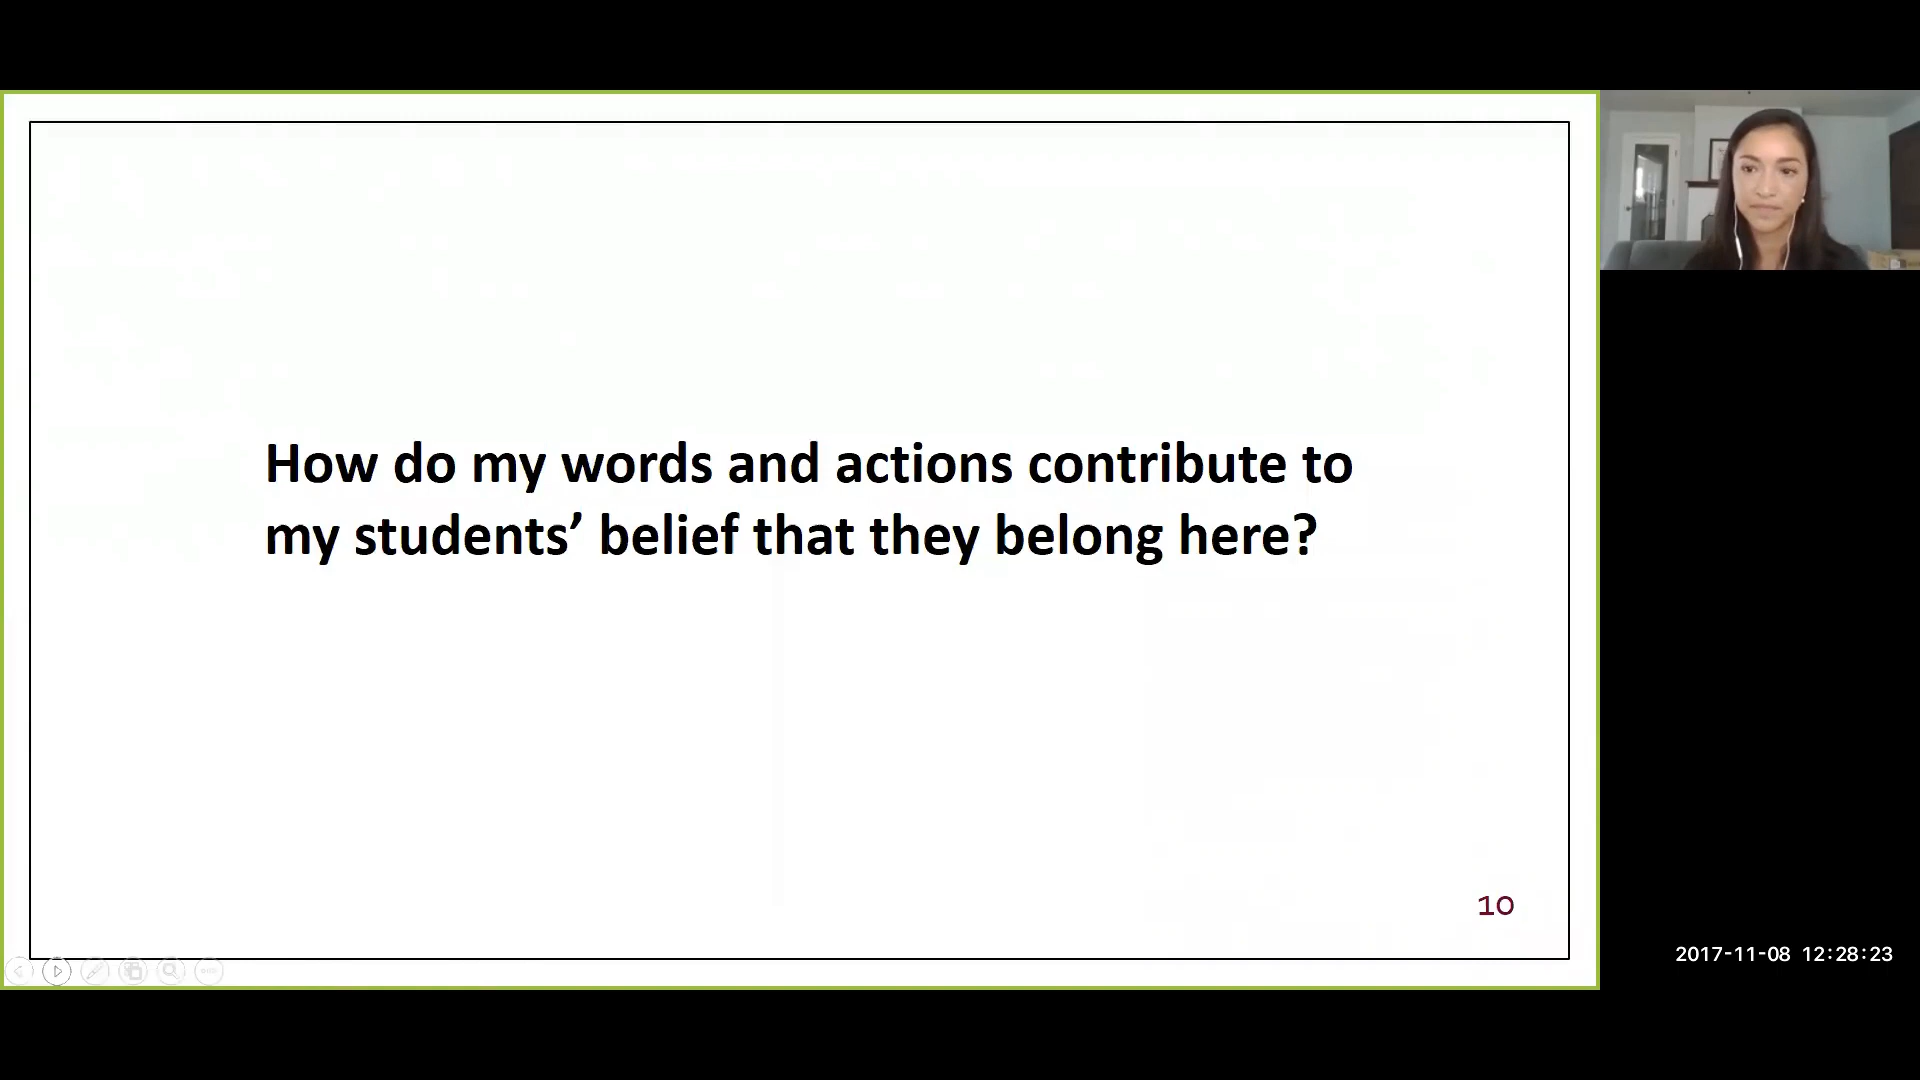 How do my words and actions contribute to
my students’ belief that they belong here?
10
2017-11-08 12:28:23